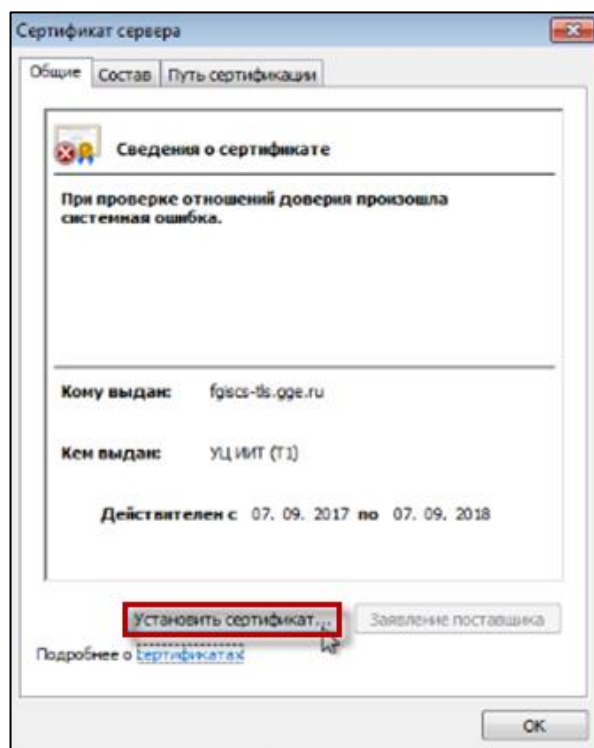 Сертификат сервера
Общие Состав Путь сертификации
Сведения о сертификате
При проверке отношений доверия произошла
системная ошибка.
Кому выдан: fgiscs-tls.gge.ru
Кем выдан: УЦ ИИТ (Т1)
Действителен с 07. 09. 2017 по 07. 09. 2018
Установить сертификат... Заявление поставщика
Подробнее о сертификатах
ОК